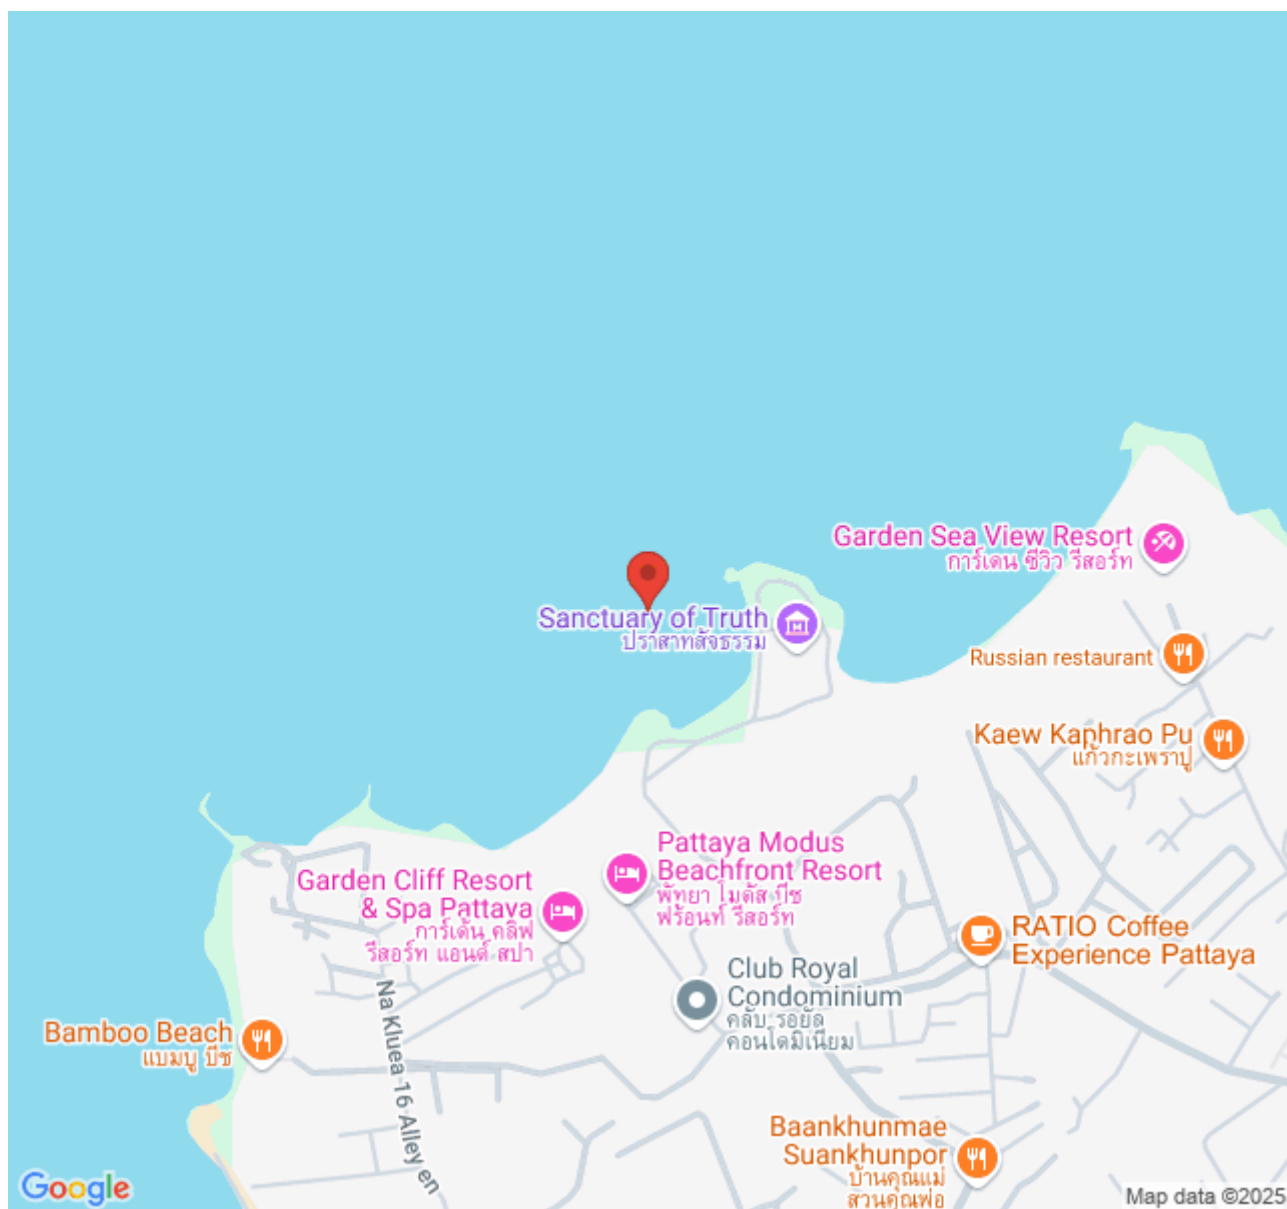 Garden Sea View Resort
การ์เดน ซีวิว รีสอร์ท
Sanctuary of Truth
ปราสาทสัจธรรม
Russian restaurant
Kaew Kaphrao Pu
แก้วกะเพราปู
Pattaya Modus
Beachfront Resort
พัทยา โมดัส บีช
ฟร้อนท์ รีสอร์ท
Garden Cliff Resort
& Spa Pattaya
การ์เด้น คลิฟ
รีสอร์ท แอนด์ สปา
RATIO Coffee
Experience Pattaya
Club Royal
Condominium
คลับ รอยัล
คอนโดมิเนียม
Bamboo Beach
แบมบู บีช
Na Kluea 16 Alley
Baankhunmae
Suankhunpor
บ้านคุณแม่
สวนคุณพ่อ
Google
Map data ©2025